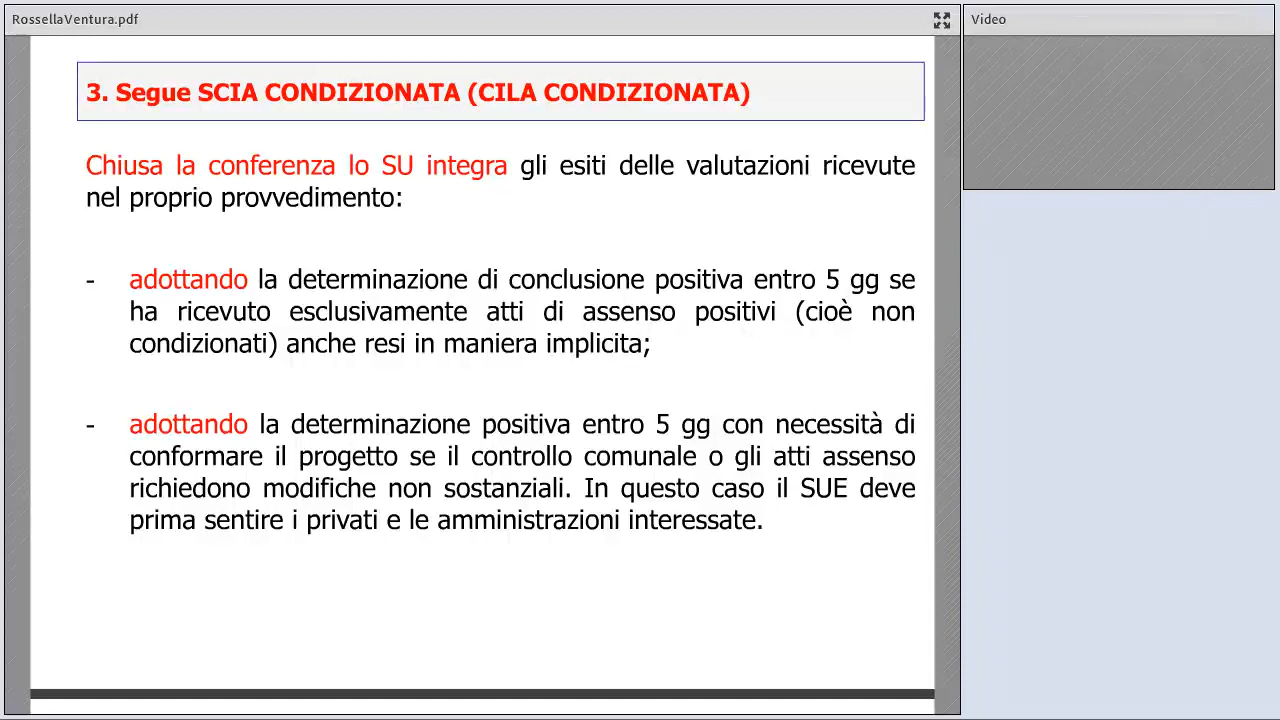 RossellaVentura.pdf
Video
3. Segue SCIA CONDIZIONATA (CILA CONDIZIONATA)
Chiusa la conferenza lo SU integra gli esiti delle valutazioni ricevute
nel proprio provvedimento:
- adottando la determinazione di conclusione positiva entro 5 gg se
ha ricevuto esclusivamente atti di assenso positivi (cioè non
condizionati) anche resi in maniera implicita;
- adottando la determinazione positiva entro 5 gg con necessità di
conformare il progetto se il controllo comunale o gli atti assenso
richiedono modifiche non sostanziali. In questo caso il SUE deve
prima sentire i privati e le amministrazioni interessate.